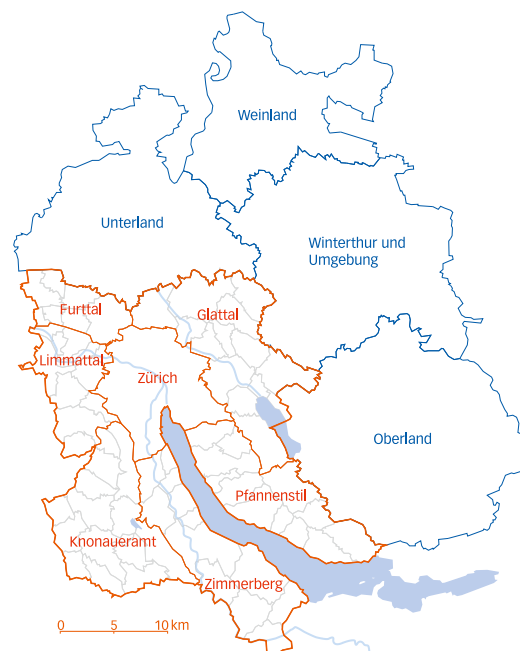 Weinland
Unterland
Winterthur und
Umgebung
Furttal
Glattal
Limmattal
Zürich
Oberland
Pfannenstil
Knonaueramt
Zimmerberg
0 5 10 km